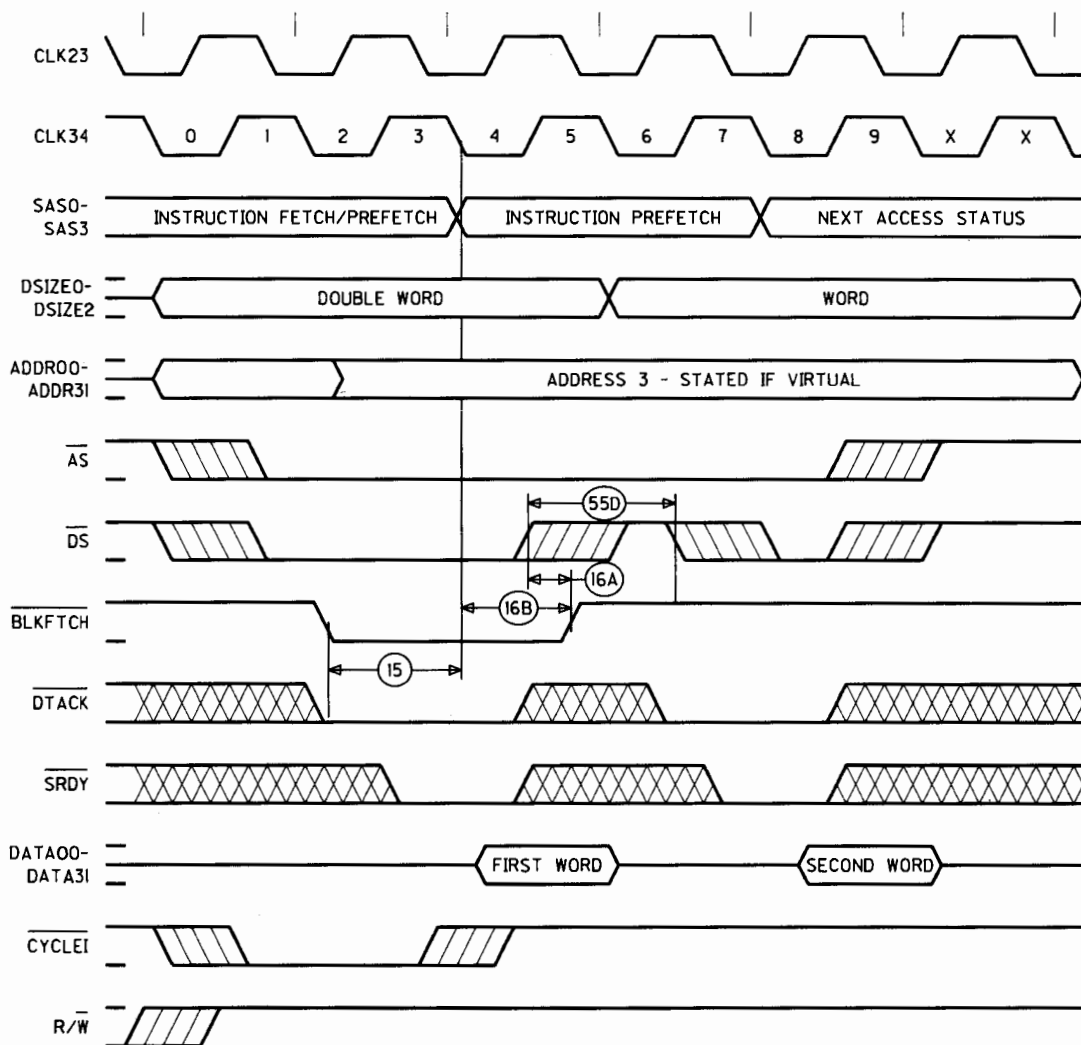 CLK23
CLK34
0 1 2 3 4 5 6 7 8 9 X X
SAS0-
SAS3
INSTRUCTION FETCH/PREFETCH
INSTRUCTION PREFETCH
NEXT ACCESS STATUS
DSIZE0-
DSIZE2
DOUBLE WORD
WORD
ADDR00-
ADDR31
ADDRESS 3 - STATED IF VIRTUAL
AS
55D
DS
16A
BLKFTCH
16B
15
DTACK
SRDY
DATA00-
DATA31
FIRST WORD
SECOND WORD
CYCLEI
R/W